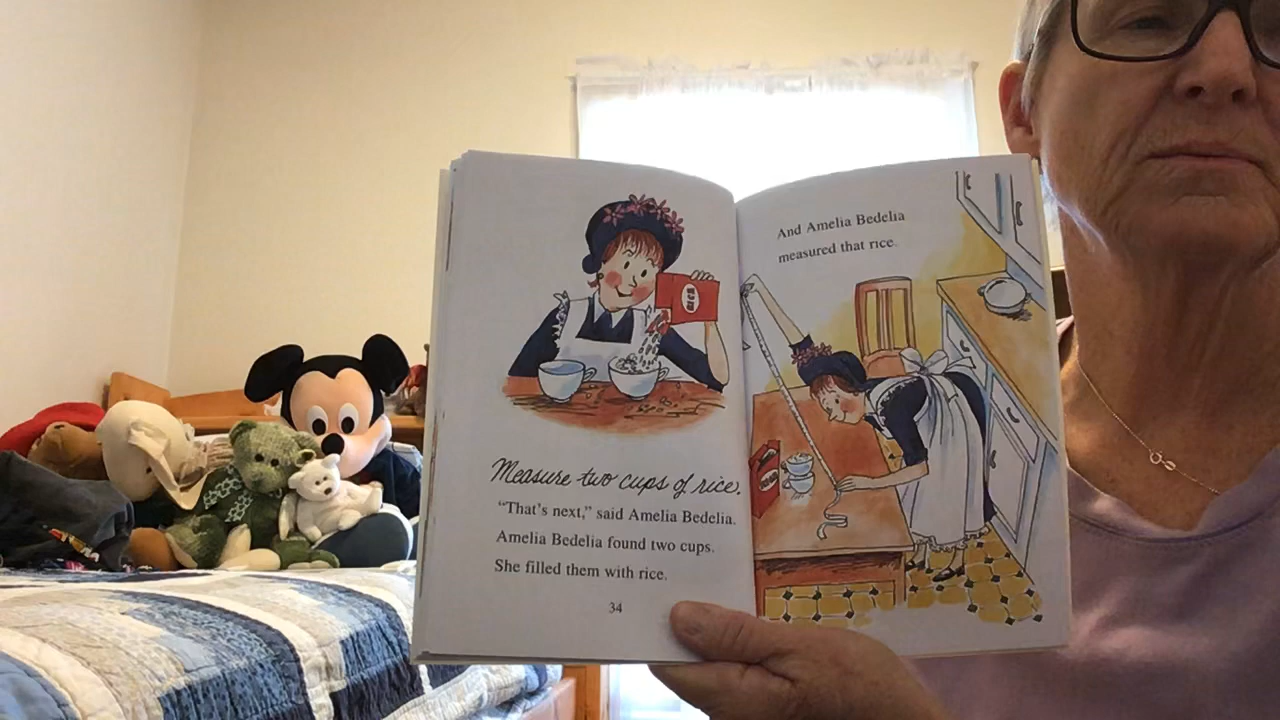 RICE
Measure two cups of rice.
"That's next," said Amelia Bedelia.
Amelia Bedelia found two cups.
She filled them with rice.
34
And Amelia Bedelia
measured that rice.